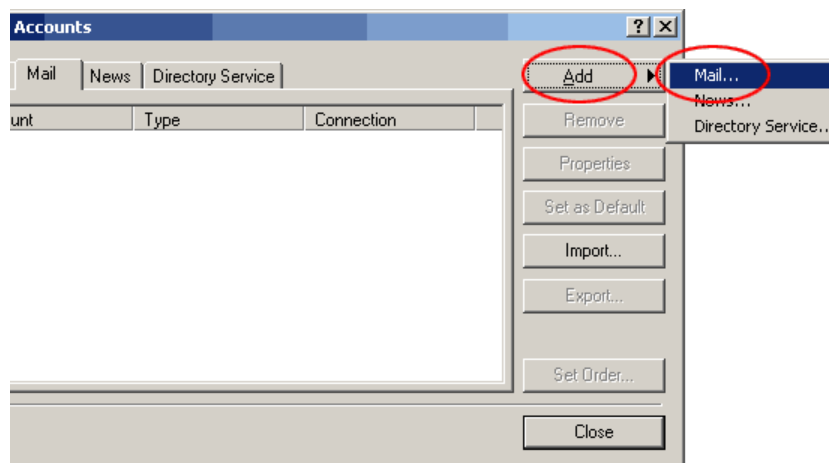 Accounts
Mail News Directory Service
Add Mail...
News...
Directory Service..
unt Type Connection
Remove
Properties
Set as Default
Import...
Export...
Set Order...
Close